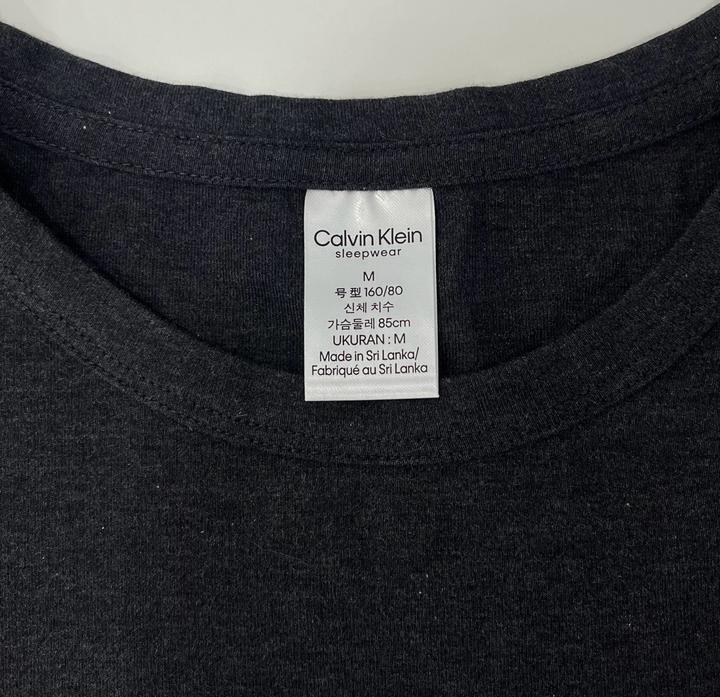 Calvin Klein
sleepwear
M
号型 160/80
신체 치수
가슴둘레 85cm
UKURAN : M
Made in Sri Lanka/
Fabriqué au Sri Lanka